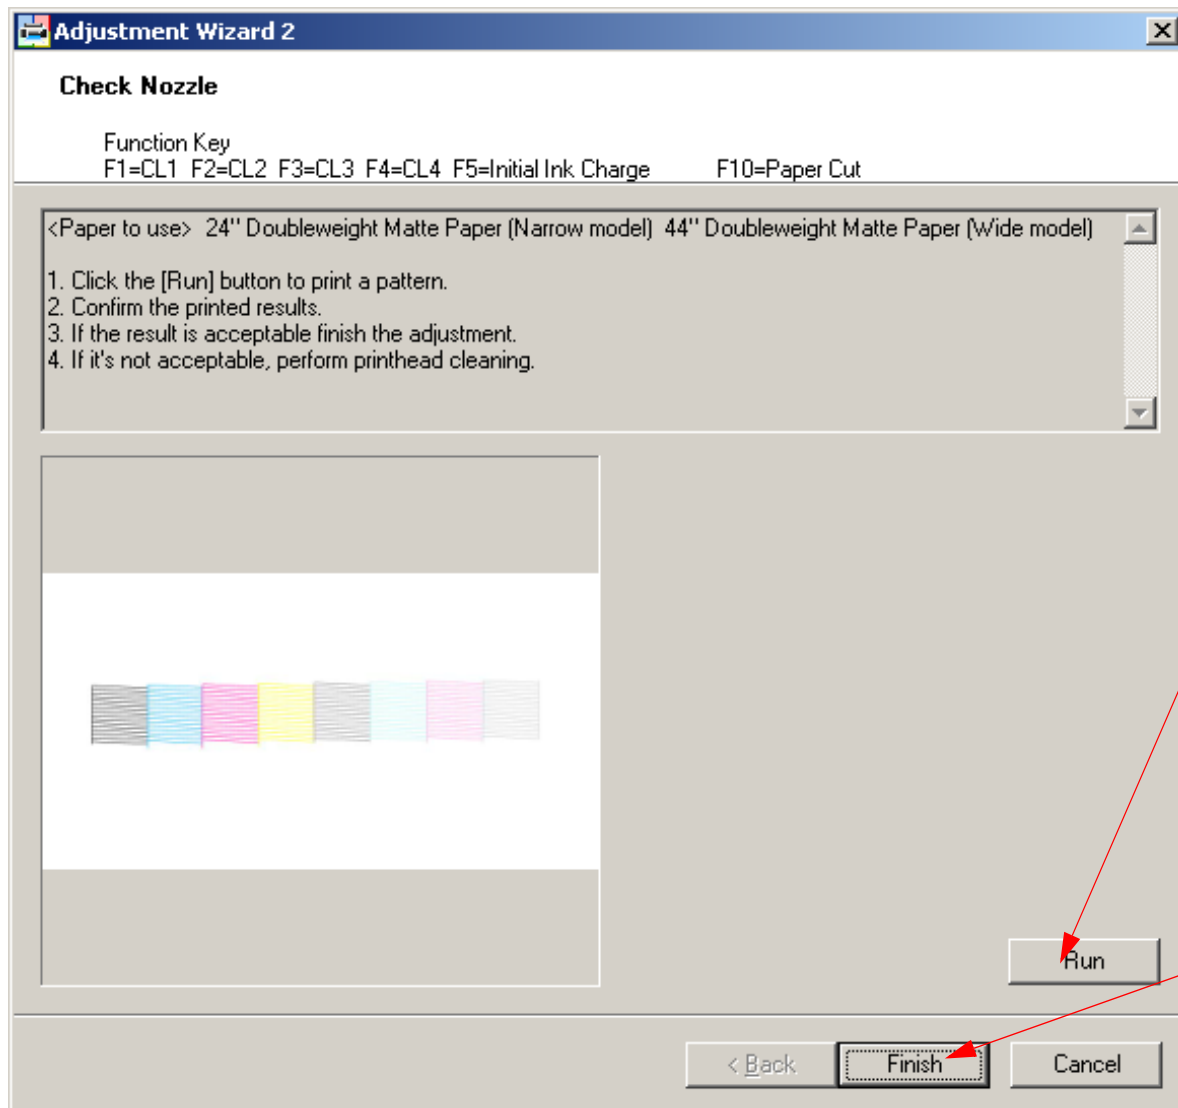 Adjustment Wizard 2
Check Nozzle
Function Key
F1=CL1 F2=CL2 F3=CL3 F4=CL4 F5=Initial Ink Charge F10=Paper Cut
<Paper to use> 24" Doubleweight Matte Paper (Narrow model) 44" Doubleweight Matte Paper (Wide model)
1. Click the [Run] button to print a pattern.
2. Confirm the printed results.
3. If the result is acceptable finish the adjustment.
4. If it's not acceptable, perform printhead cleaning.
Run
< Back Finish Cancel